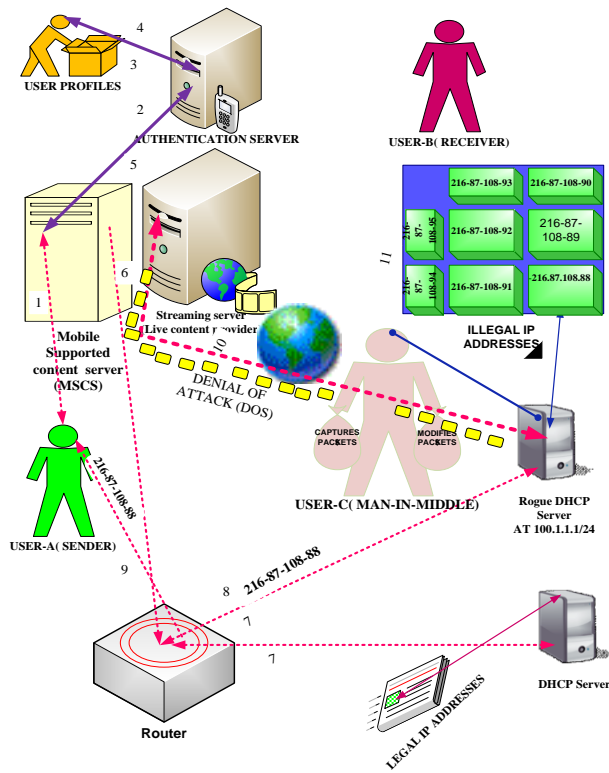 4
3
USER PROFILES
2
AUTHENTICATION SERVER
USER-B( RECEIVER)
5
216-87-108-93
216-87-108-90
216-87-108-95
216-87-108-92
216-87-
108-89
11
216-87-108-94
216-87-108-91
216.87.108.88
ILLEGAL IP
ADDRESSES
1
6
Streaming server
Live content provider
10
Mobile
Supported
content server
(MSCS)
DENIAL OF
ATTACK (DOS)
CAPTURES
PACKETS
MODIFIES
PACKETS
USER-C( MAN-IN-MIDDLE)
Rogue DHCP
Server
AT 100.1.1.1/24
216-87-108-88
USER-A( SENDER)
9
8
216-87-108-88
7
7
Router
DHCP Server
LEGAL IP ADDRESSES